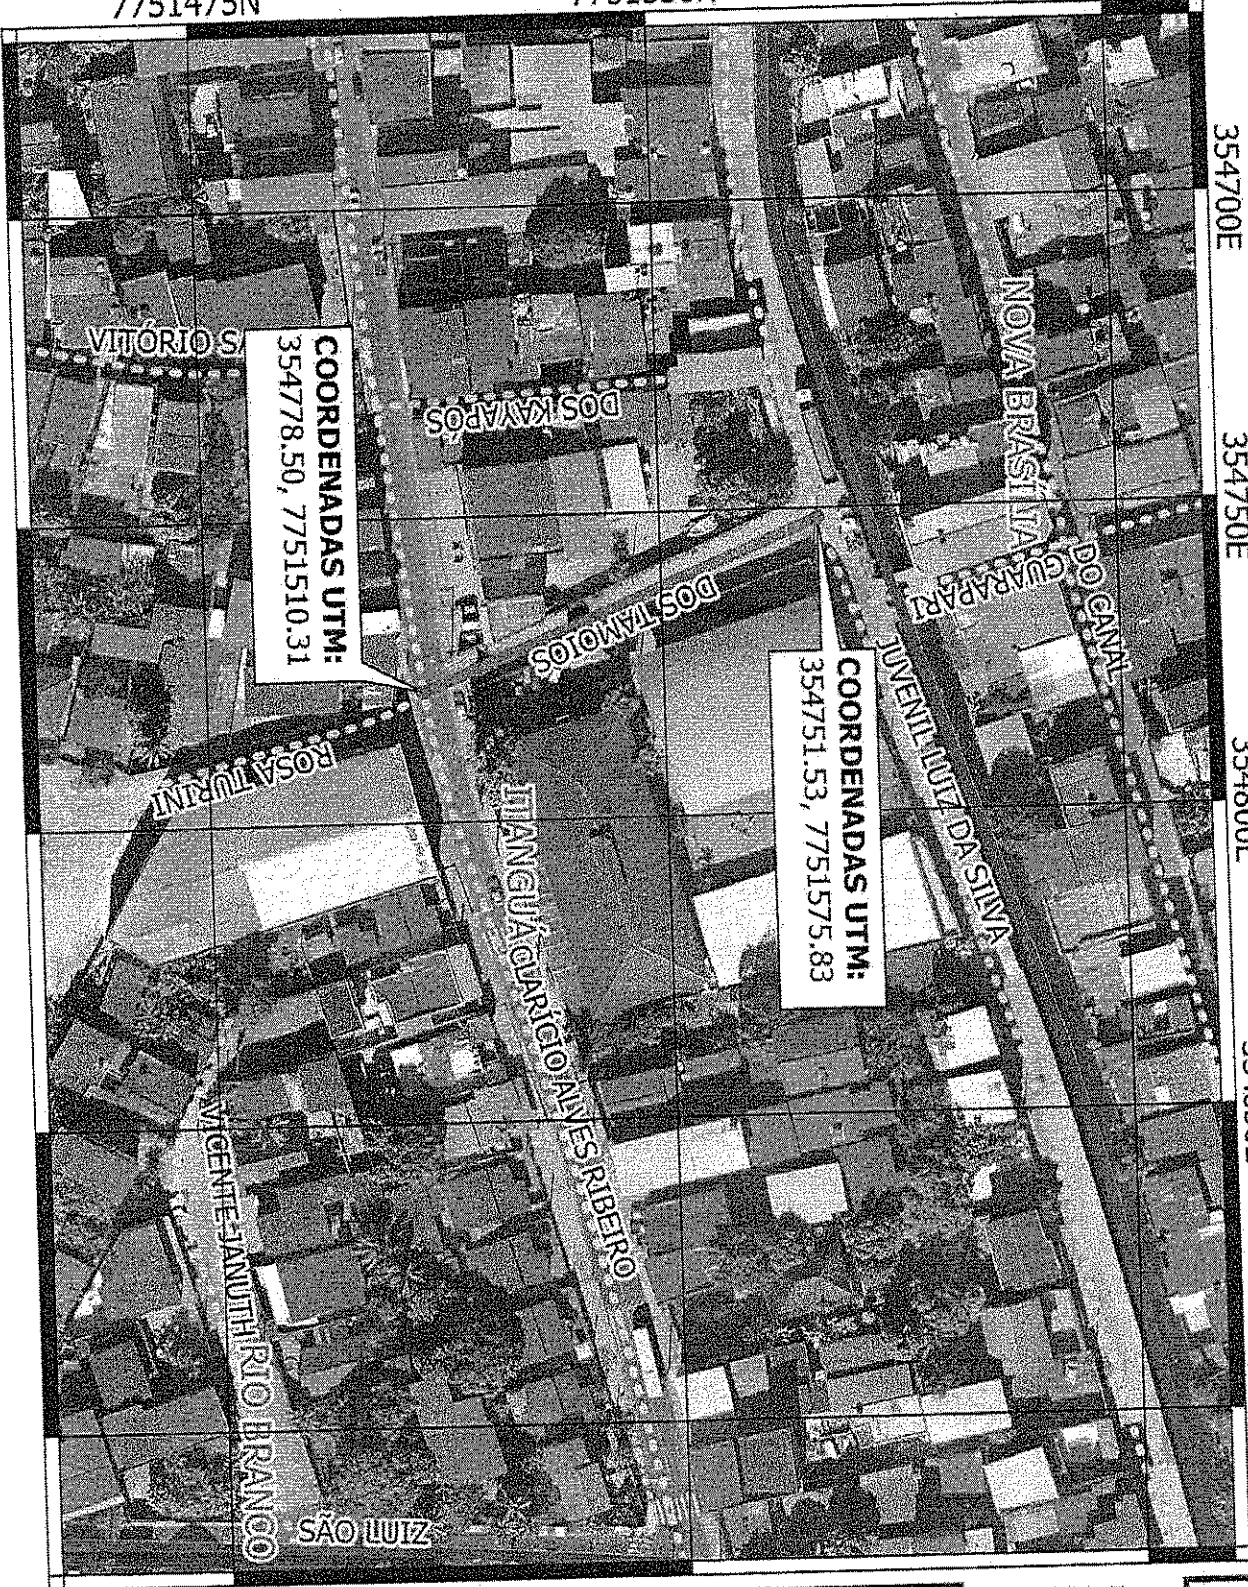 7751475N
354700E
354750E
NOVA BRASÍLIA
DO CANAL
GUARAPARI
JUVENIL LUIZ DA SILVA
COORDENADAS UTM:
354751.53, 7751575.83
DOS KAYAPÓS
DOS TAMOIOS
ITANGUÁ
CLARÍCIO ALVES RIBEIRO
COORDENADAS UTM:
354778.50, 7751510.31
ROSA TURINI
VICENTE JANUTH
RIO BRANCO
SÃO LUIZ